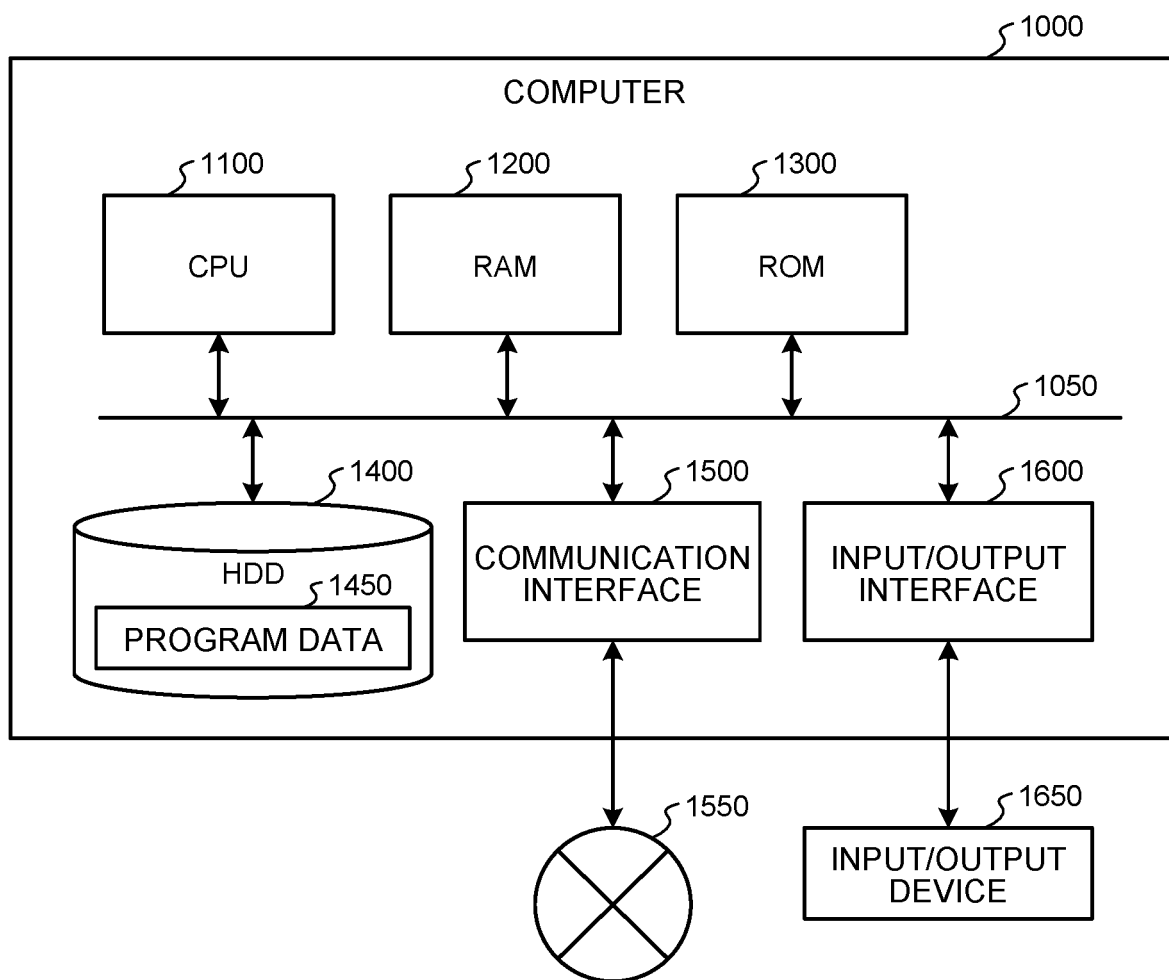 1000
COMPUTER
1100
1200
1300
CPU
RAM
ROM
1050
1400
1500
1600
HDD
1450
PROGRAM DATA
COMMUNICATION
INTERFACE
INPUT/OUTPUT
INTERFACE
1550
1650
INPUT/OUTPUT
DEVICE